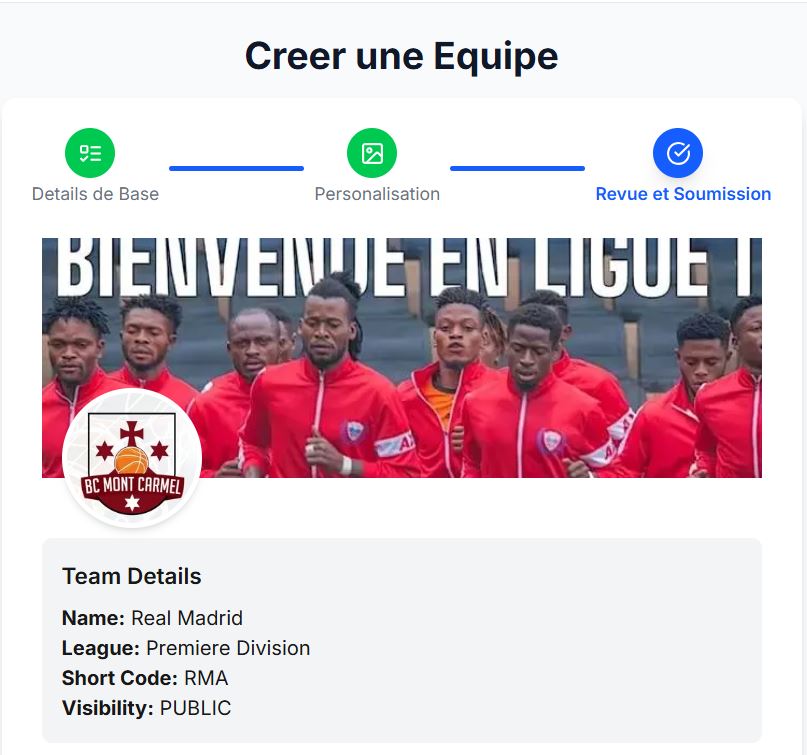 Creer une Equipe
Details de Base
Personalisation
Revue et Soumission
BIENVENUE EN LIGUE
BC MONT CARMEL
Team Details
Name: Real Madrid
League: Premiere Division
Short Code: RMA
Visibility: PUBLIC